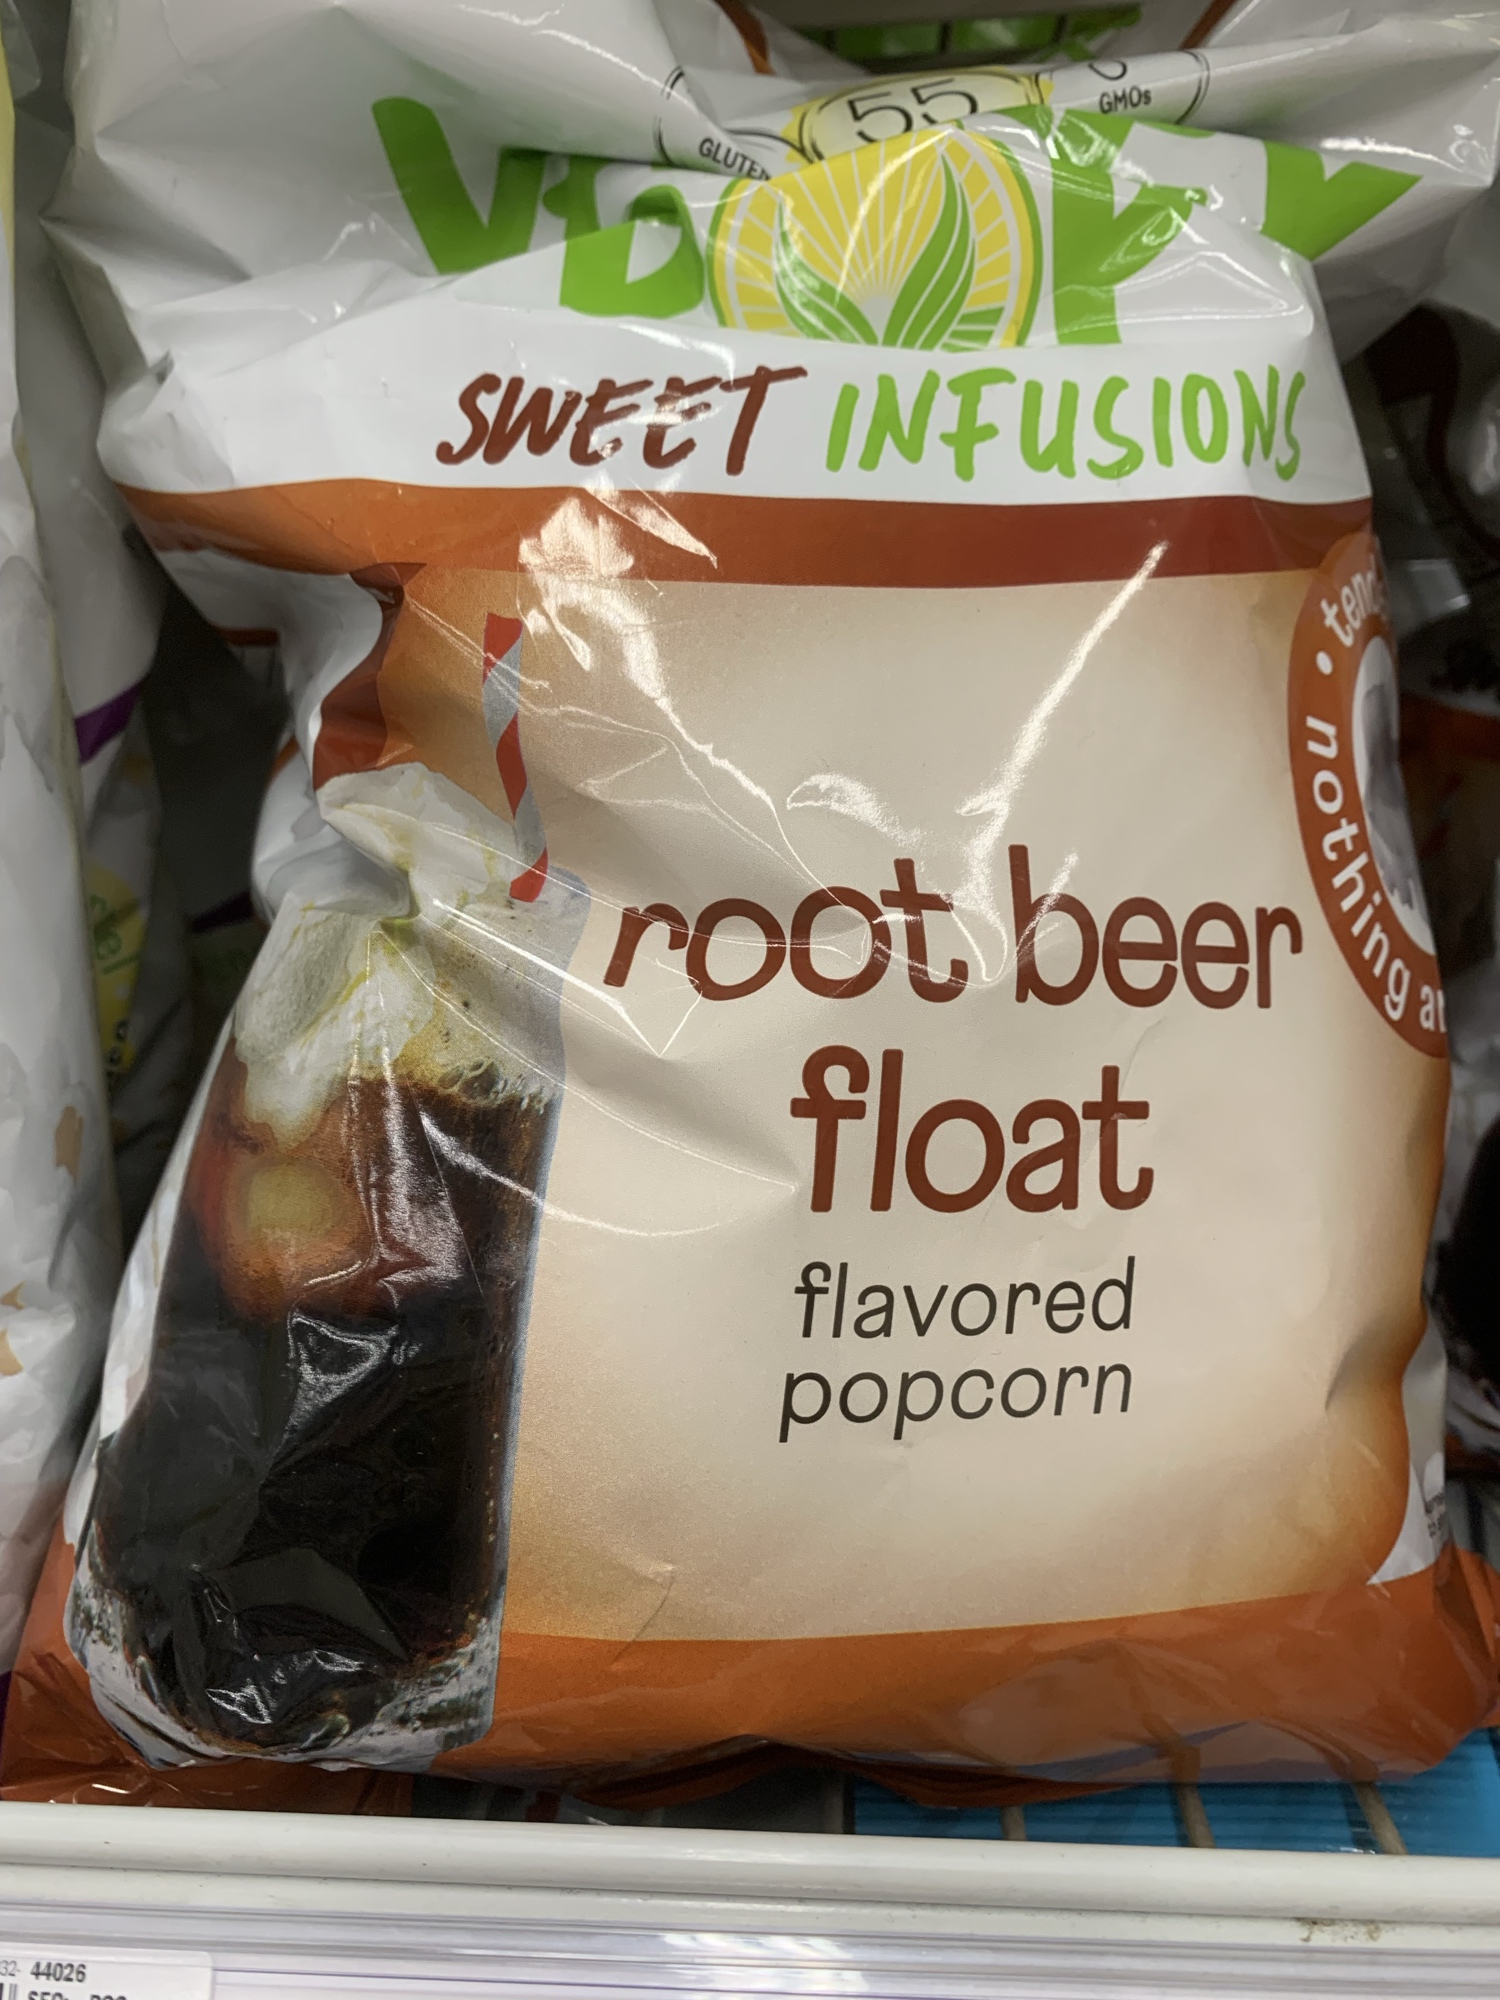 55
GMOs
GLUTEN
SWEET INFUSIONS
nothing
root beer
float
flavored
popcorn
44026